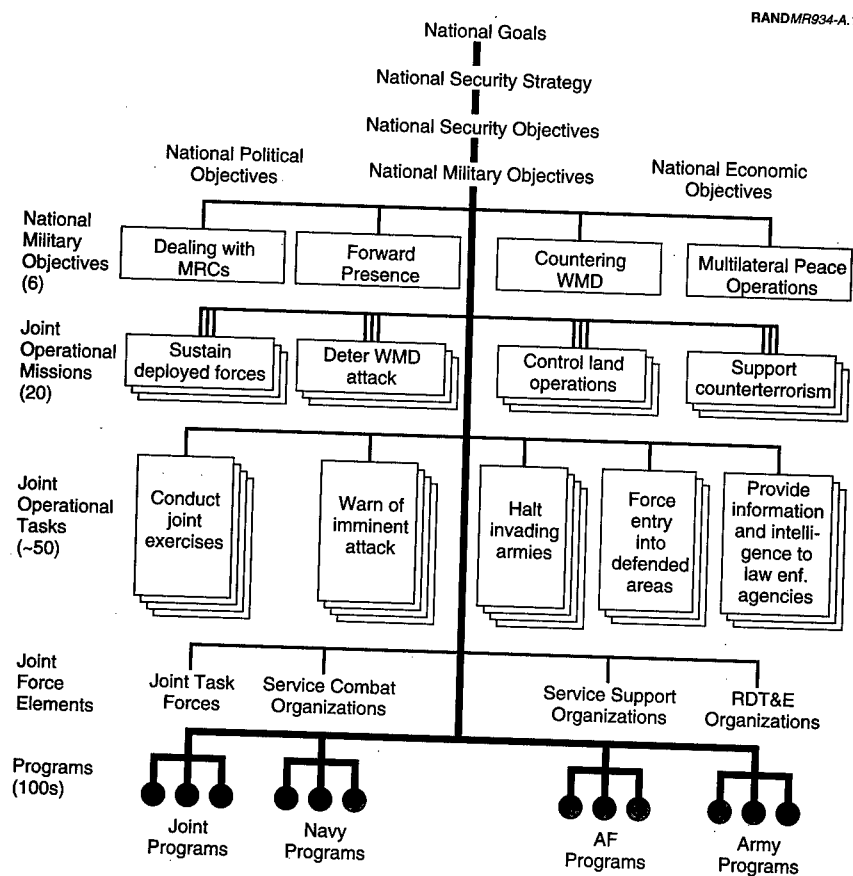 RANDMR934-A.
National Goals
National Security Strategy
National Security Objectives
National Political
Objectives
National Military Objectives
National Economic
Objectives
National
Military
Objectives
(6)
Dealing with
MRCs
Forward
Presence
Countering
WMD
Multilateral Peace
Operations
Joint
Operational
Missions
(20)
Sustain
deployed forces
Deter WMD
attack
Control land
operations
Support
counterterrorism
Joint
Operational
Tasks
(~50)
Conduct
joint
exercises
Warn of
imminent
attack
Halt
invading
armies
Force
entry
into
defended
areas
Provide
information
and intelli-
gence to
law enf.
agencies
Joint
Force
Elements
Joint Task
Forces
Service Combat
Organizations
Service Support
Organizations
RDT&E
Organizations
Programs
(100s)
Joint
Programs
Navy
Programs
AF
Programs
Army
Programs